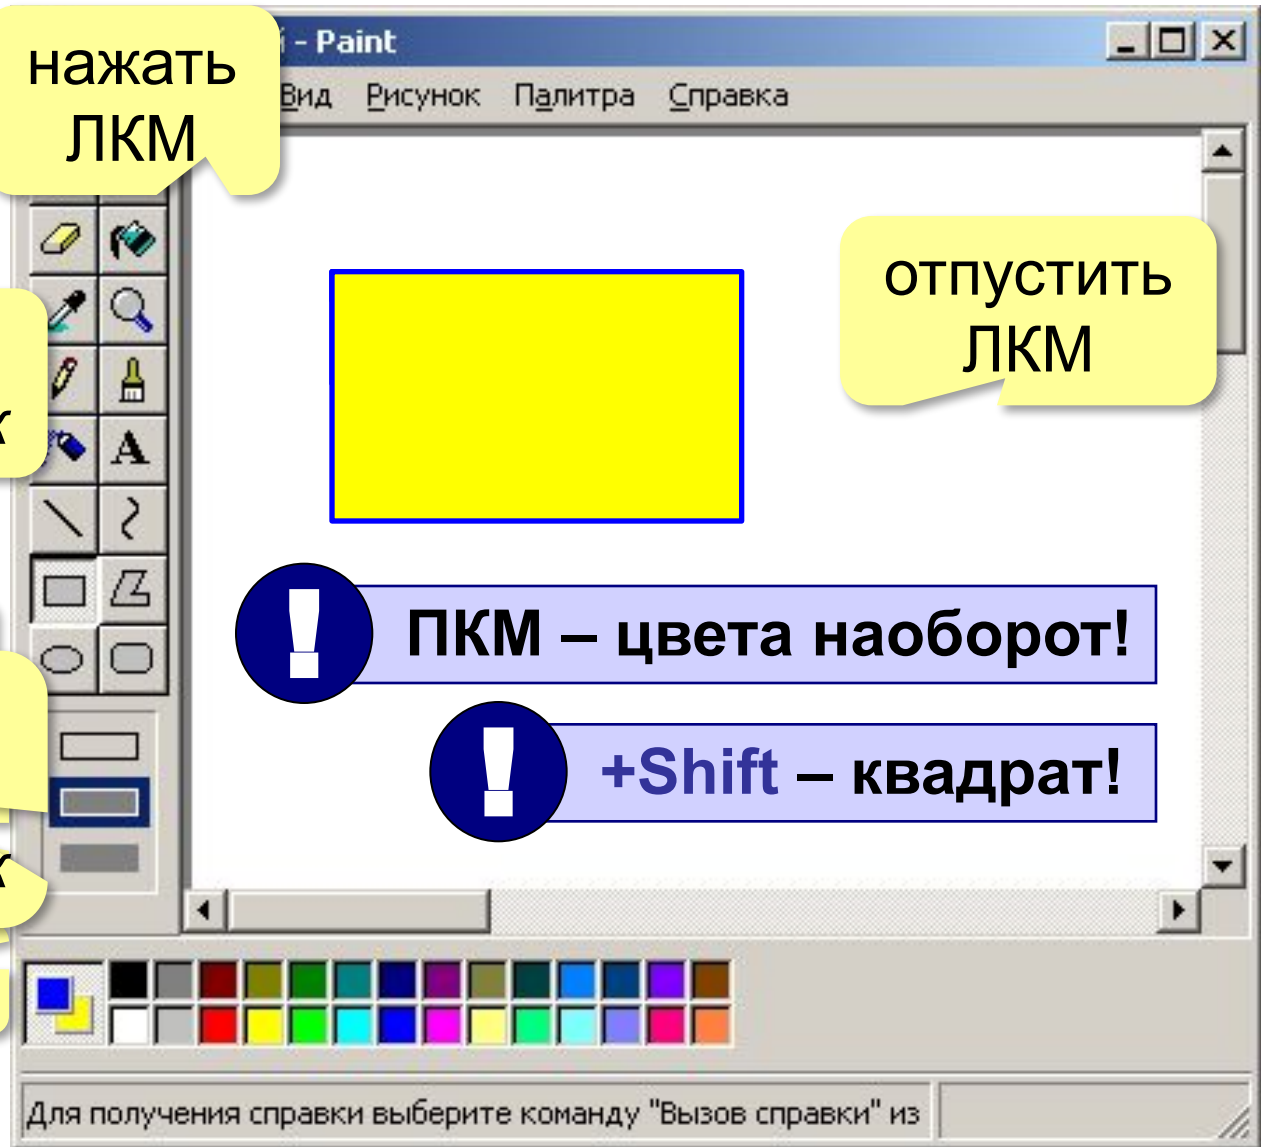 нажать
ЛКМ
- Paint
Вид Рисунок Палитра Справка
отпустить
ЛКМ
A
! ПКМ – цвета наоборот!
! +Shift – квадрат!
Для получения справки выберите команду "Вызов справки" из